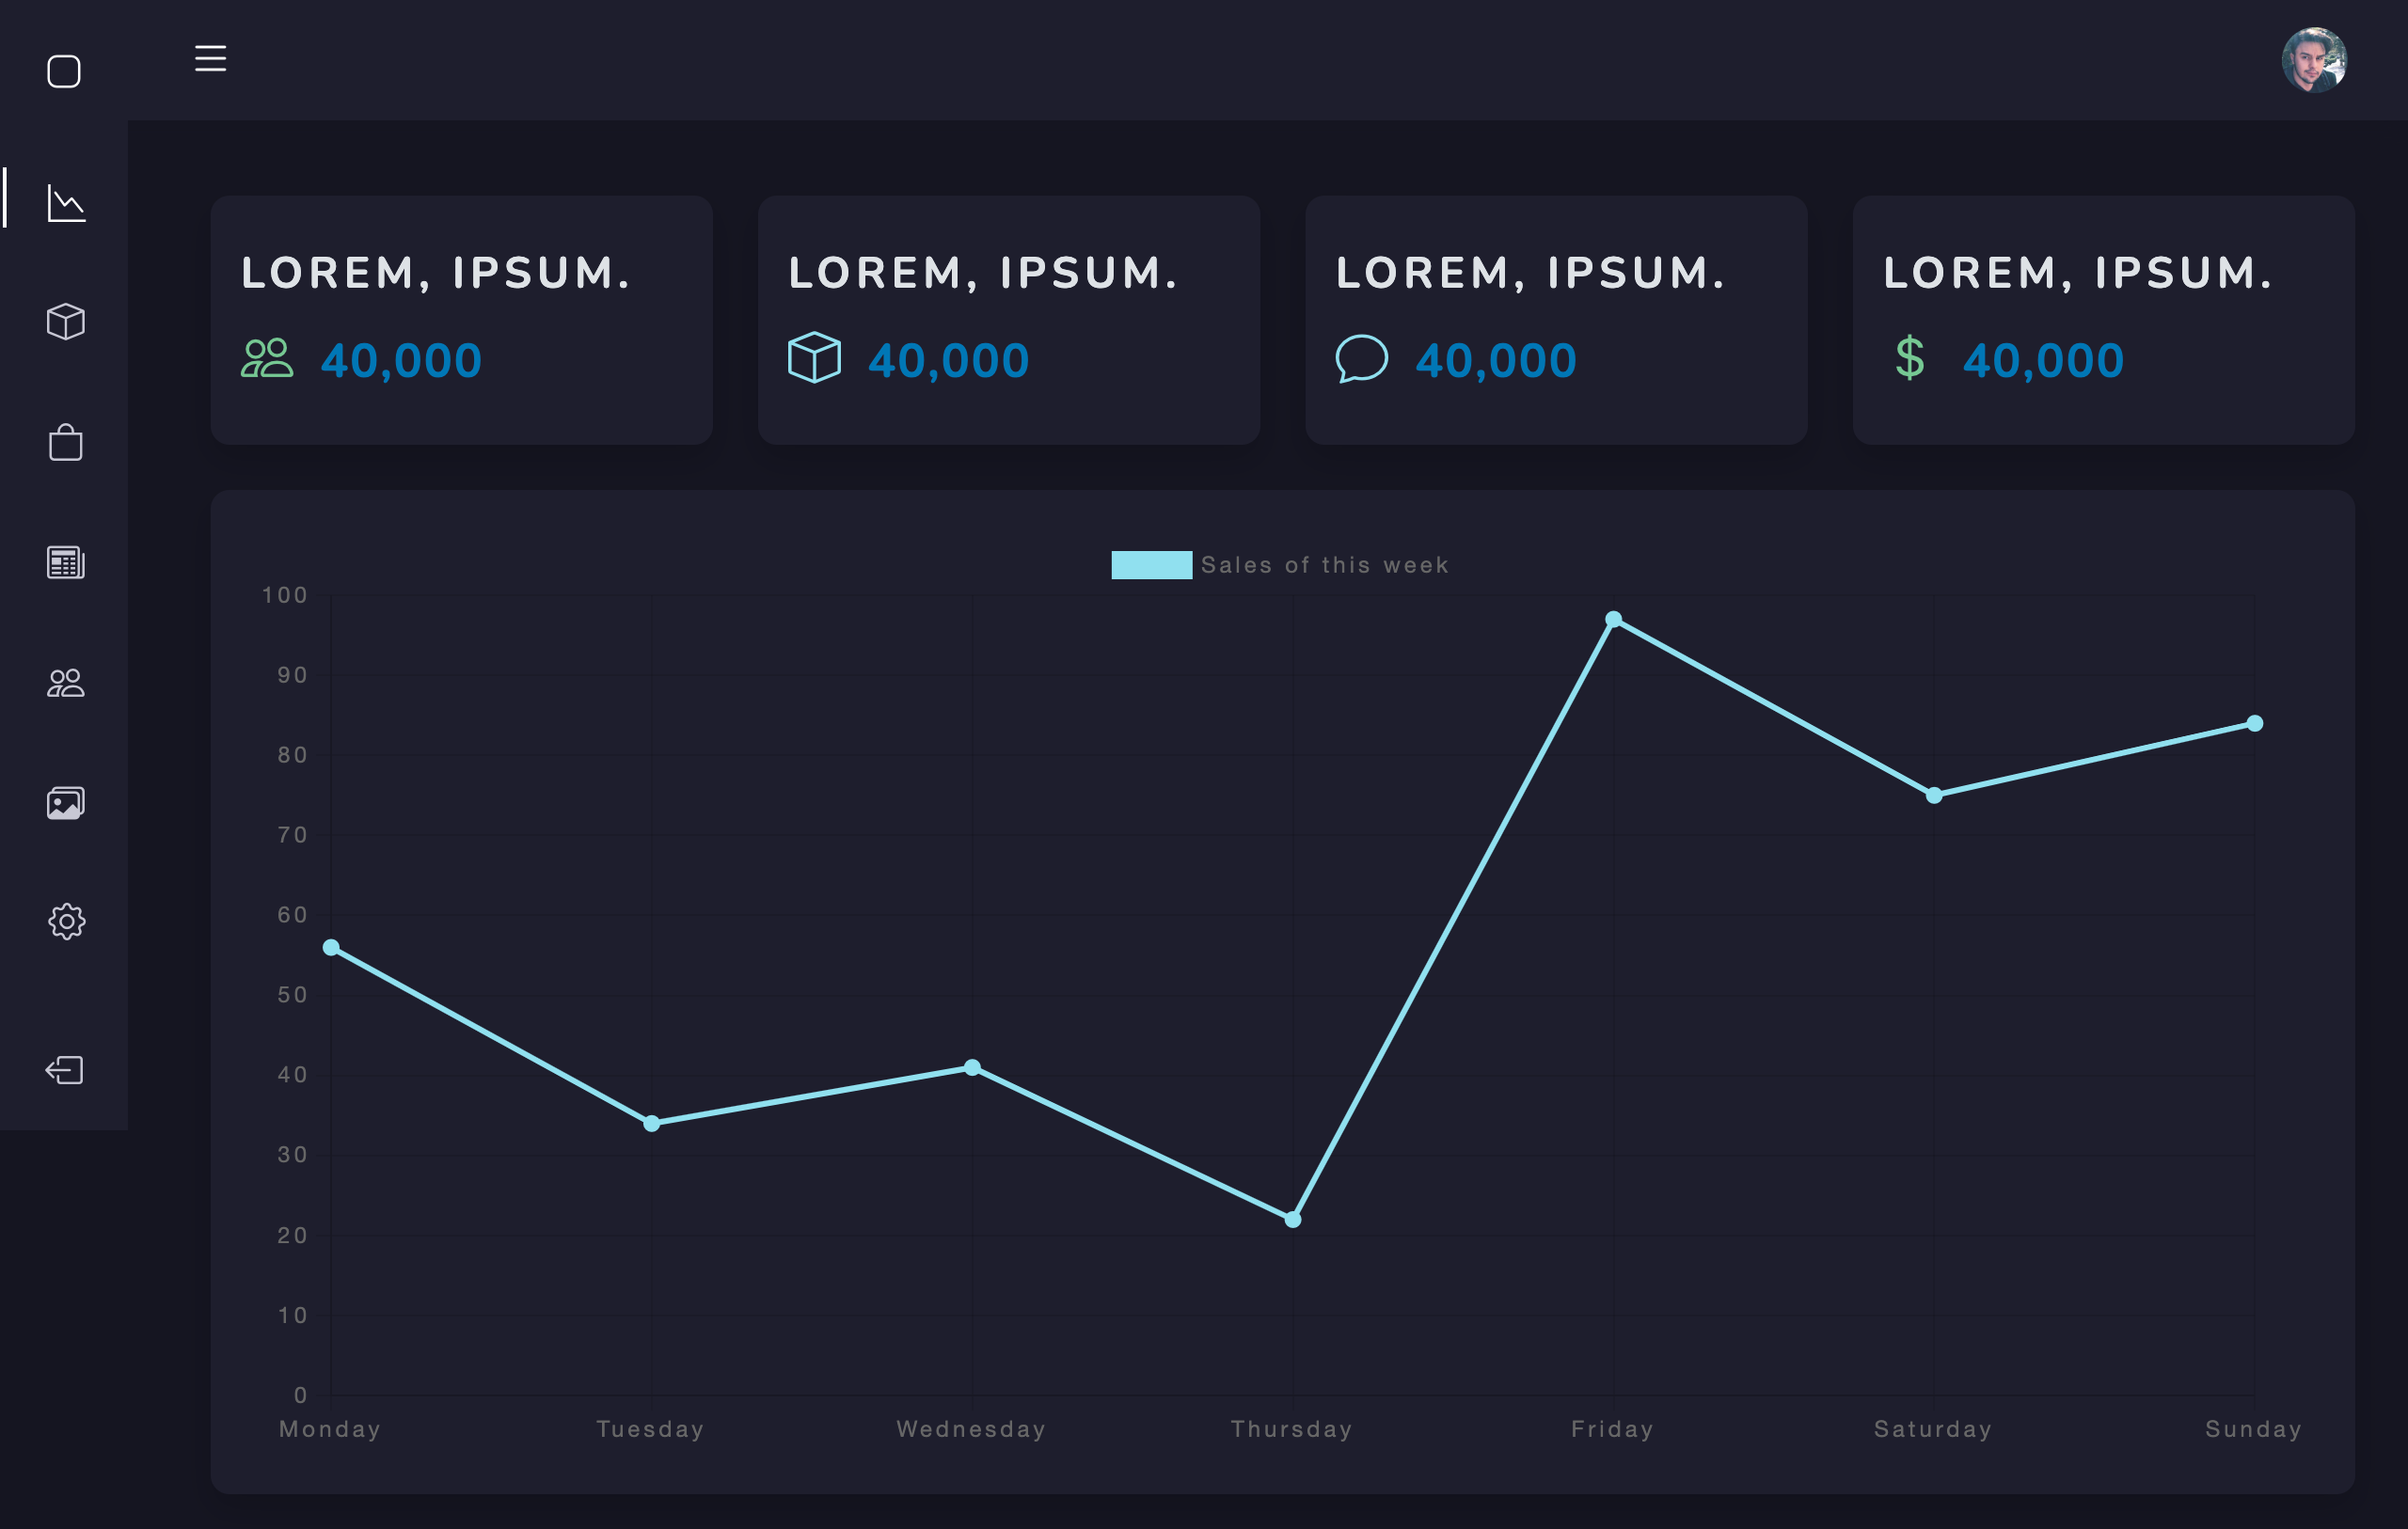 LOREM, IPSUM. LOREM, IPSUM. LOREM, IPSUM. LOREM, IPSUM.
40,000 40,000 40,000 $ 40,000
Sales of this week
100
90
80
70
60
50
40
30
20
10
0
Monday Tuesday Wednesday Thursday Friday Saturday Sunday